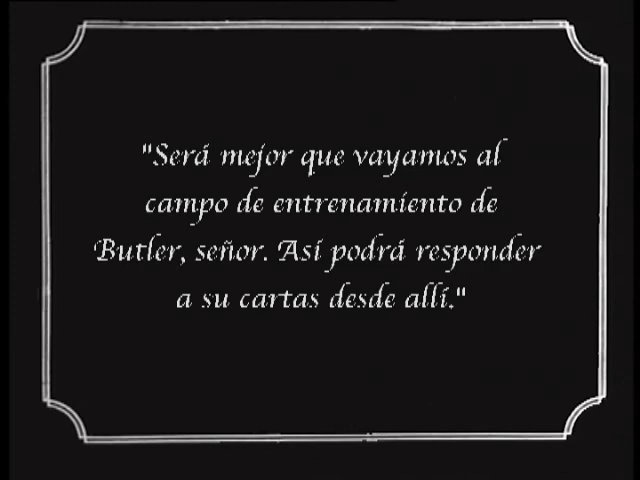 "Será mejor que vayamos al
campo de entrenamiento de
Butler, señor. Así podrá responder
a su cartas desde allí."